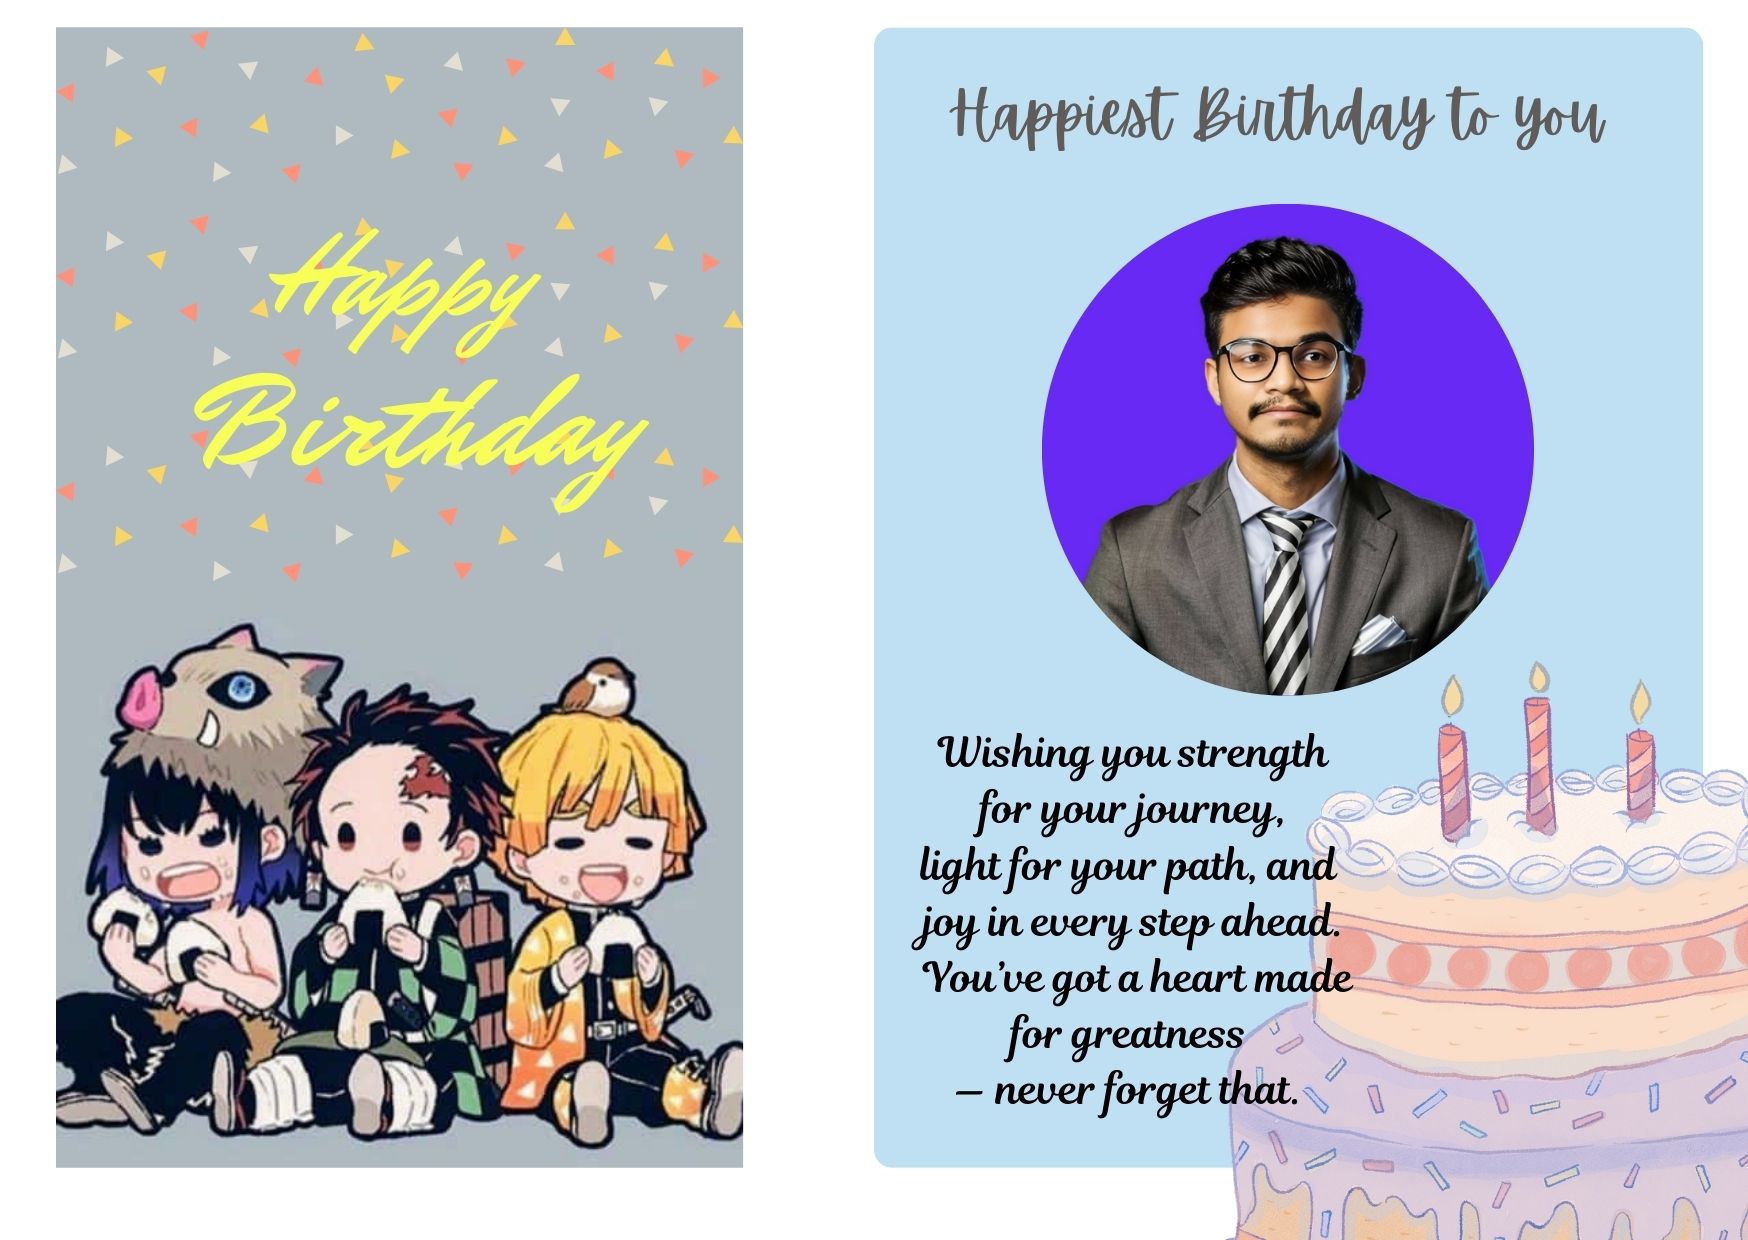 Happy
Birthday
Happiest Birthday to you
Wishing you strength
for your journey,
light for your path, and
joy in every step ahead.
You've got a heart made
for greatness
– never forget that.